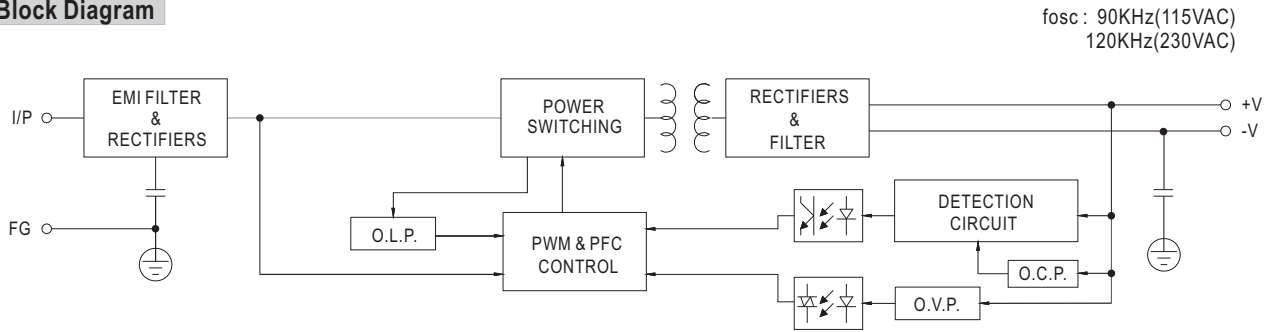 Block Diagram
fosc : 90KHz(115VAC)
120KHz(230VAC)
I/P
EMI FILTER
&
RECTIFIERS
POWER
SWITCHING
RECTIFIERS
&
FILTER
+V
-V
FG
O.L.P.
PWM & PFC
CONTROL
DETECTION
CIRCUIT
O.C.P.
O.V.P.